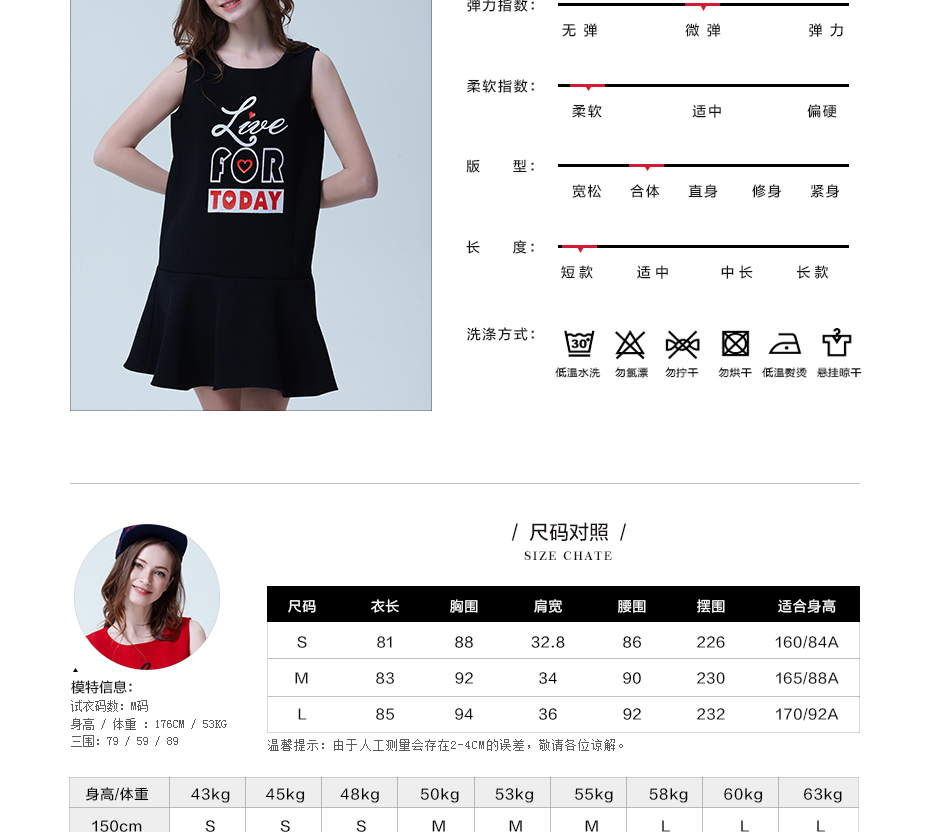 Live
FOR
TODAY
弹力指数：
无 弹 微 弹 弹 力
柔软指数：
柔软 适中 偏硬
版 型：
宽松 合体 直身 修身 紧身
长 度：
短款 适中 中长 长款
洗涤方式：
30°
低温水洗 勿氯漂 勿拧干 勿烘干 低温熨烫 悬挂晾干
/ 尺码对照 /
SIZE CHATE
模特信息：
试衣码数：M码
身高 / 体重 ：176CM / 53KG
三围：79 / 59 / 89
尺码 衣长 胸围 肩宽 腰围 摆围 适合身高
S 81 88 32.8 86 226 160/84A
M 83 92 34 90 230 165/88A
L 85 94 36 92 232 170/92A
温馨提示：由于人工测量会存在2-4CM的误差，敬请各位谅解。
身高/体重 43kg 45kg 48kg 50kg 53kg 55kg 58kg 60kg 63kg
150cm S S S M M M L L L